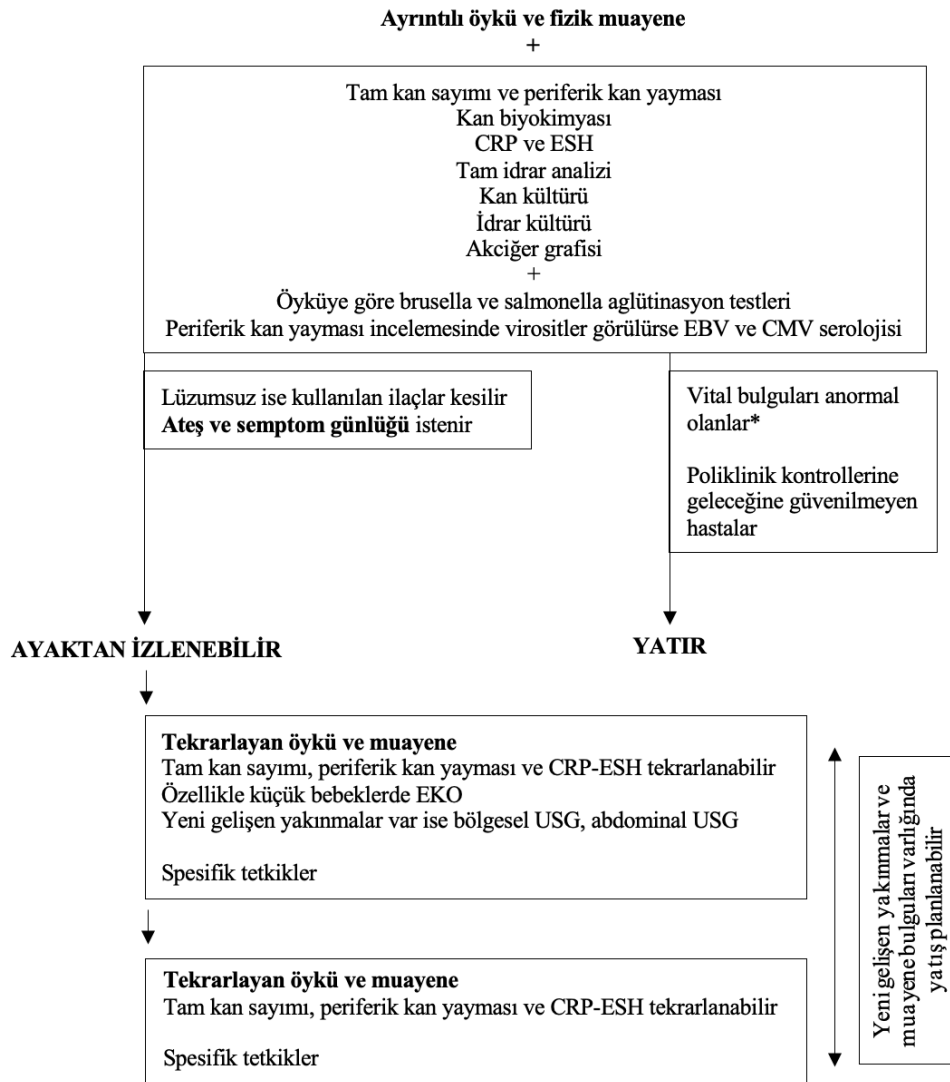 Ayrıntılı öykü ve fizik muayene
+
Tam kan sayımı ve periferik kan yayması
Kan biyokimyası
CRP ve ESH
Tam idrar analizi
Kan kültürü
İdrar kültürü
Akciğer grafisi
+
Öyküye göre brusella ve salmonella aglütinasyon testleri
Periferik kan yayması incelemesinde virositler görülürse EBV ve CMV serolojisi
Lüzumsuz ise kullanılan ilaçlar kesilir
Ateş ve semptom günlüğü istenir
Vital bulguları anormal
olanlar*
Poliklinik kontrollerine
geleceğine güvenilmeyen
hastalar
AYAKTAN İZLENEBİLİR
YATIR
Tekrarlayan öykü ve muayene
Tam kan sayımı, periferik kan yayması ve CRP-ESH tekrarlanabilir
Özellikle küçük bebeklerde EKO
Yeni gelişen yakınmalar var ise bölgesel USG, abdominal USG
Spesifik tetkikler
Yeni gelişen yakınmalar ve
muayene bulguları varlığında
yatış planlanabilir
Tekrarlayan öykü ve muayene
Tam kan sayımı, periferik kan yayması ve CRP-ESH tekrarlanabilir
Spesifik tetkikler